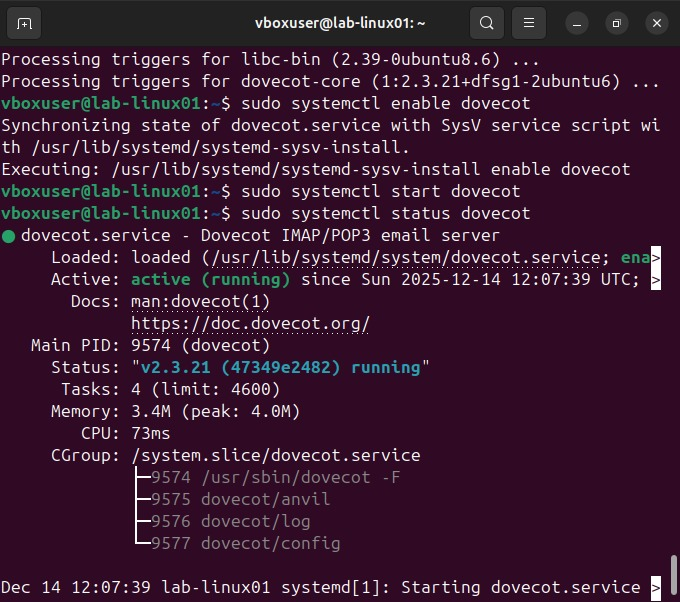 vboxuser@lab-linux01: ~
Processing triggers for libc-bin (2.39-0ubuntu8.6) ...
Processing triggers for dovecot-core (1:2.3.21+dfsg1-2ubuntu6) ...
vboxuser@lab-linux01:~$ sudo systemctl enable dovecot
Synchronizing state of dovecot.service with SysV service script wi
th /usr/lib/systemd/systemd-sysv-install.
Executing: /usr/lib/systemd/systemd-sysv-install enable dovecot
vboxuser@lab-linux01:~$ sudo systemctl start dovecot
vboxuser@lab-linux01:~$ sudo systemctl status dovecot
● dovecot.service - Dovecot IMAP/POP3 email server
Loaded: loaded (/usr/lib/systemd/system/dovecot.service; ena>
Active: active (running) since Sun 2025-12-14 12:07:39 UTC; >
Docs: man:dovecot(1)
https://doc.dovecot.org/
Main PID: 9574 (dovecot)
Status: "v2.3.21 (47349e2482) running"
Tasks: 4 (limit: 4600)
Memory: 3.4M (peak: 4.0M)
CPU: 73ms
CGroup: /system.slice/dovecot.service
├─9574 /usr/sbin/dovecot -F
├─9575 dovecot/anvil
├─9576 dovecot/log
└─9577 dovecot/config
Dec 14 12:07:39 lab-linux01 systemd[1]: Starting dovecot.service >